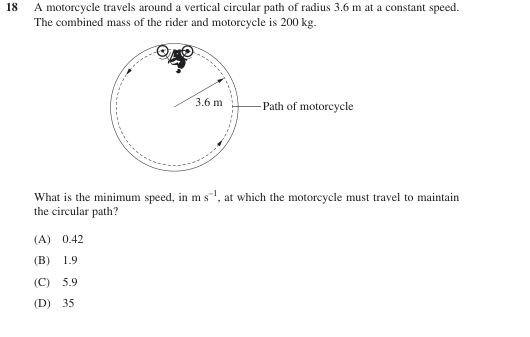 18 A motorcycle travels around a vertical circular path of radius 3.6 m at a constant speed.
The combined mass of the rider and motorcycle is 200 kg.
3.6 m
Path of motorcycle
What is the minimum speed, in m s⁻¹, at which the motorcycle must travel to maintain
the circular path?
(A) 0.42
(B) 1.9
(C) 5.9
(D) 35